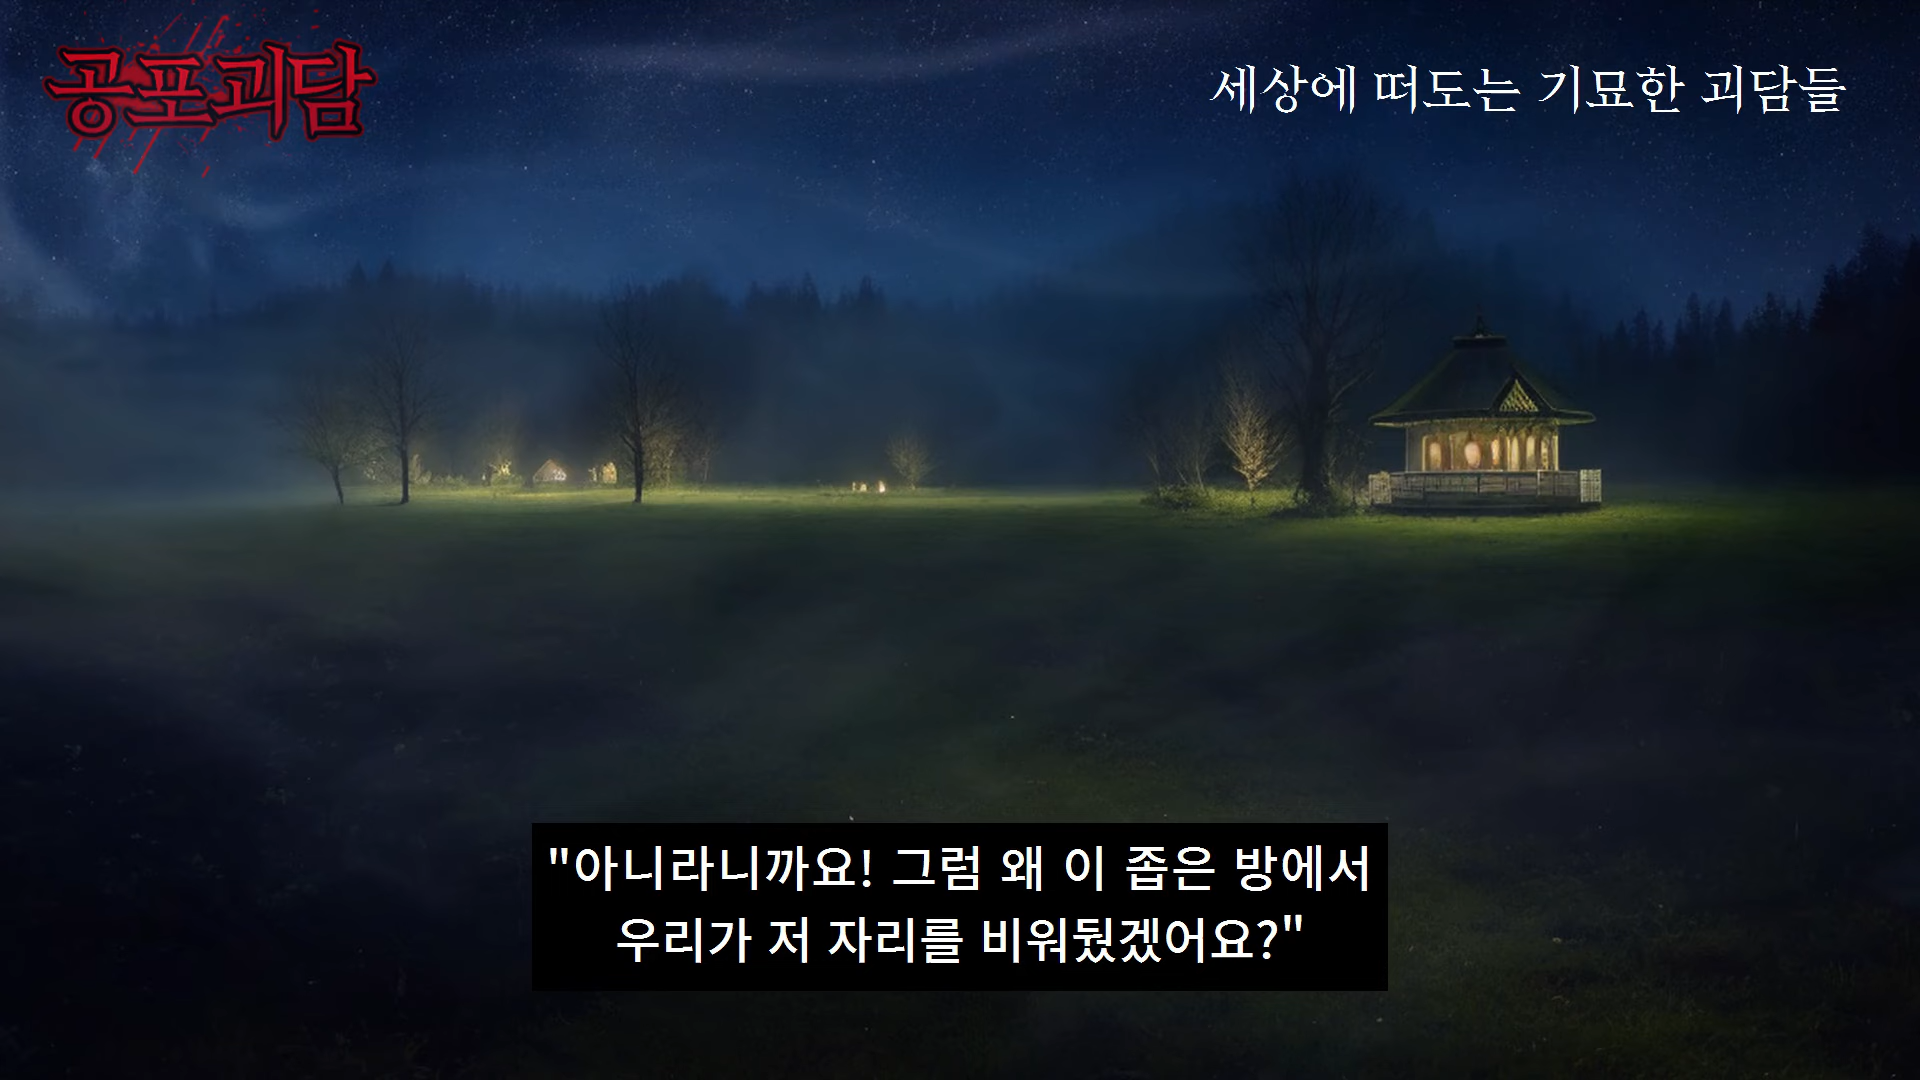 공포괴담
세상에 떠도는 기묘한 괴담들
"아니라니까요! 그럼 왜 이 좁은 방에서
우리가 저 자리를 비워뒀겠어요?"